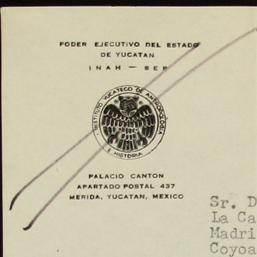 PODER EJECUTIVO DEL ESTADO
DE YUCATAN
INAH — SEP
INSTITUTO YUCATECO DE ANTROPOLOGIA
E HISTORIA
PALACIO CANTON
APARTADO POSTAL 437
MERIDA, YUCATAN, MEXICO
Sr. D
La Ca
Madri
Coyoa